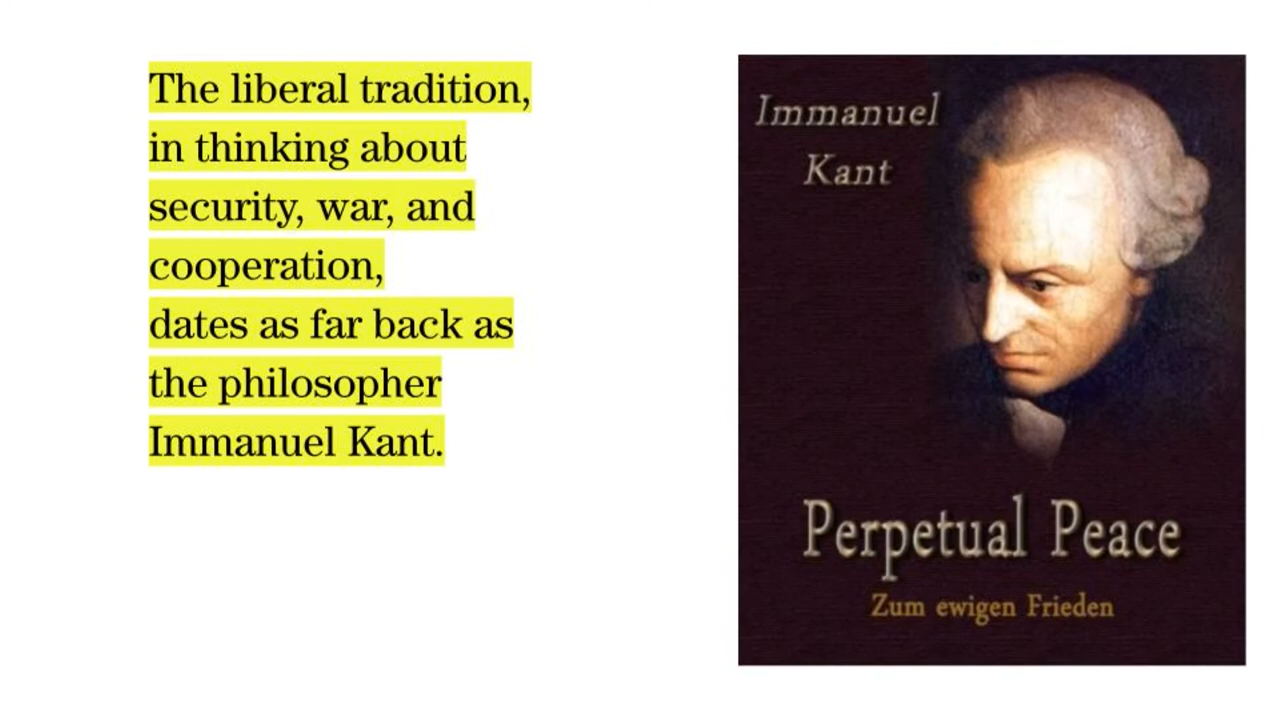 The liberal tradition,
in thinking about
security, war, and
cooperation,
dates as far back as
the philosopher
Immanuel Kant.
Immanuel
Kant
Perpetual Peace
Zum ewigen Frieden